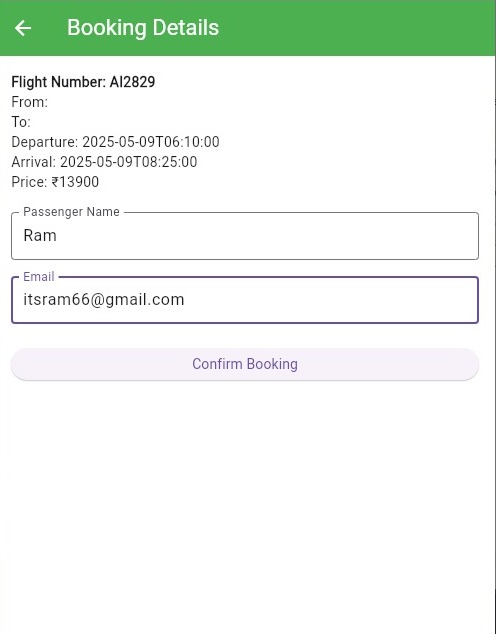 Booking Details
Flight Number: AI2829
From:
To:
Departure: 2025-05-09T06:10:00
Arrival: 2025-05-09T08:25:00
Price: ₹13900
Passenger Name
Ram
Email
itsram66@gmail.com
Confirm Booking